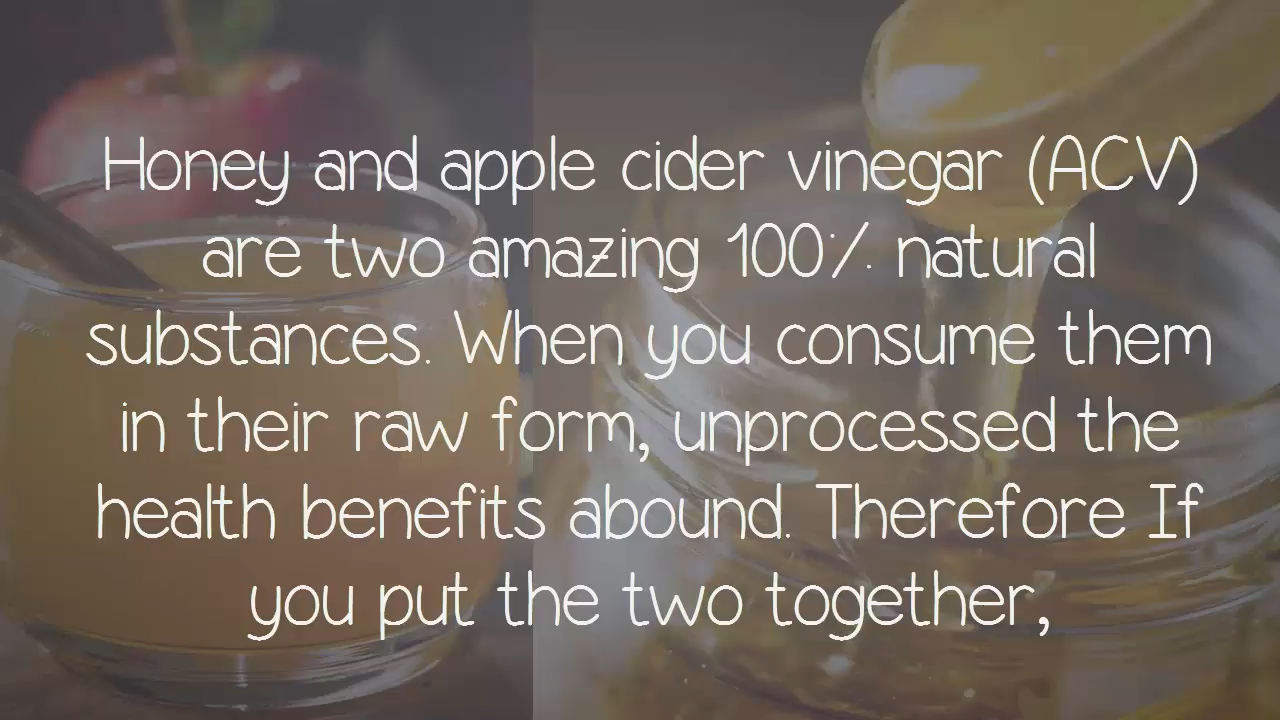 Honey and apple cider vinegar (ACV)
are two amazing 100% natural
substances. When you consume them
in their raw form, unprocessed the
health benefits abound. Therefore If
you put the two together,